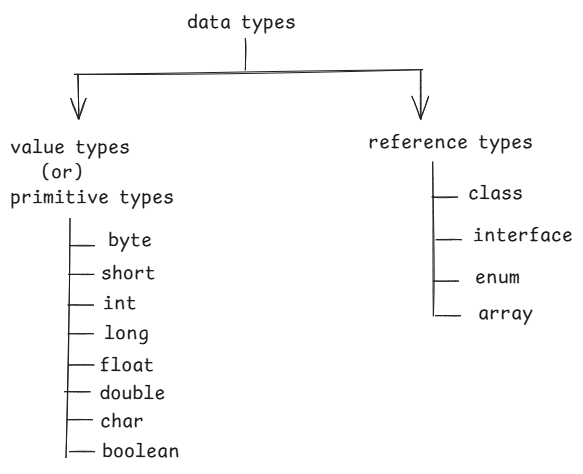 data types
value types
(or)
primitive types
byte
short
int
long
float
double
char
boolean
reference types
class
interface
enum
array